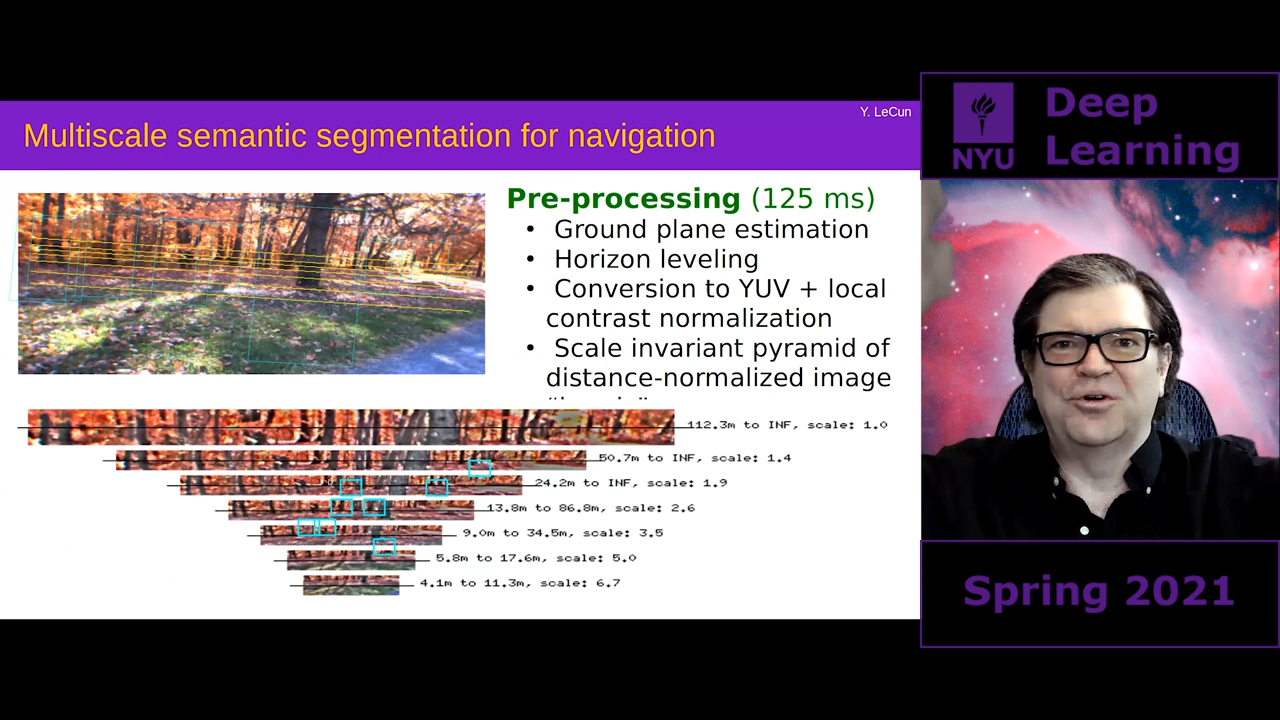 Y. LeCun
Multiscale semantic segmentation for navigation
Pre-processing (125 ms)
• Ground plane estimation
• Horizon leveling
• Conversion to YUV + local
contrast normalization
• Scale invariant pyramid of
distance-normalized image
112.3m to INF, scale: 1.0
50.7m to INF, scale: 1.4
24.2m to INF, scale: 1.9
13.8m to 86.8m, scale: 2.6
9.0m to 34.5m, scale: 3.5
5.8m to 17.6m, scale: 5.0
4.1m to 11.3m, scale: 6.7
NYU
Deep
Learning
Spring 2021